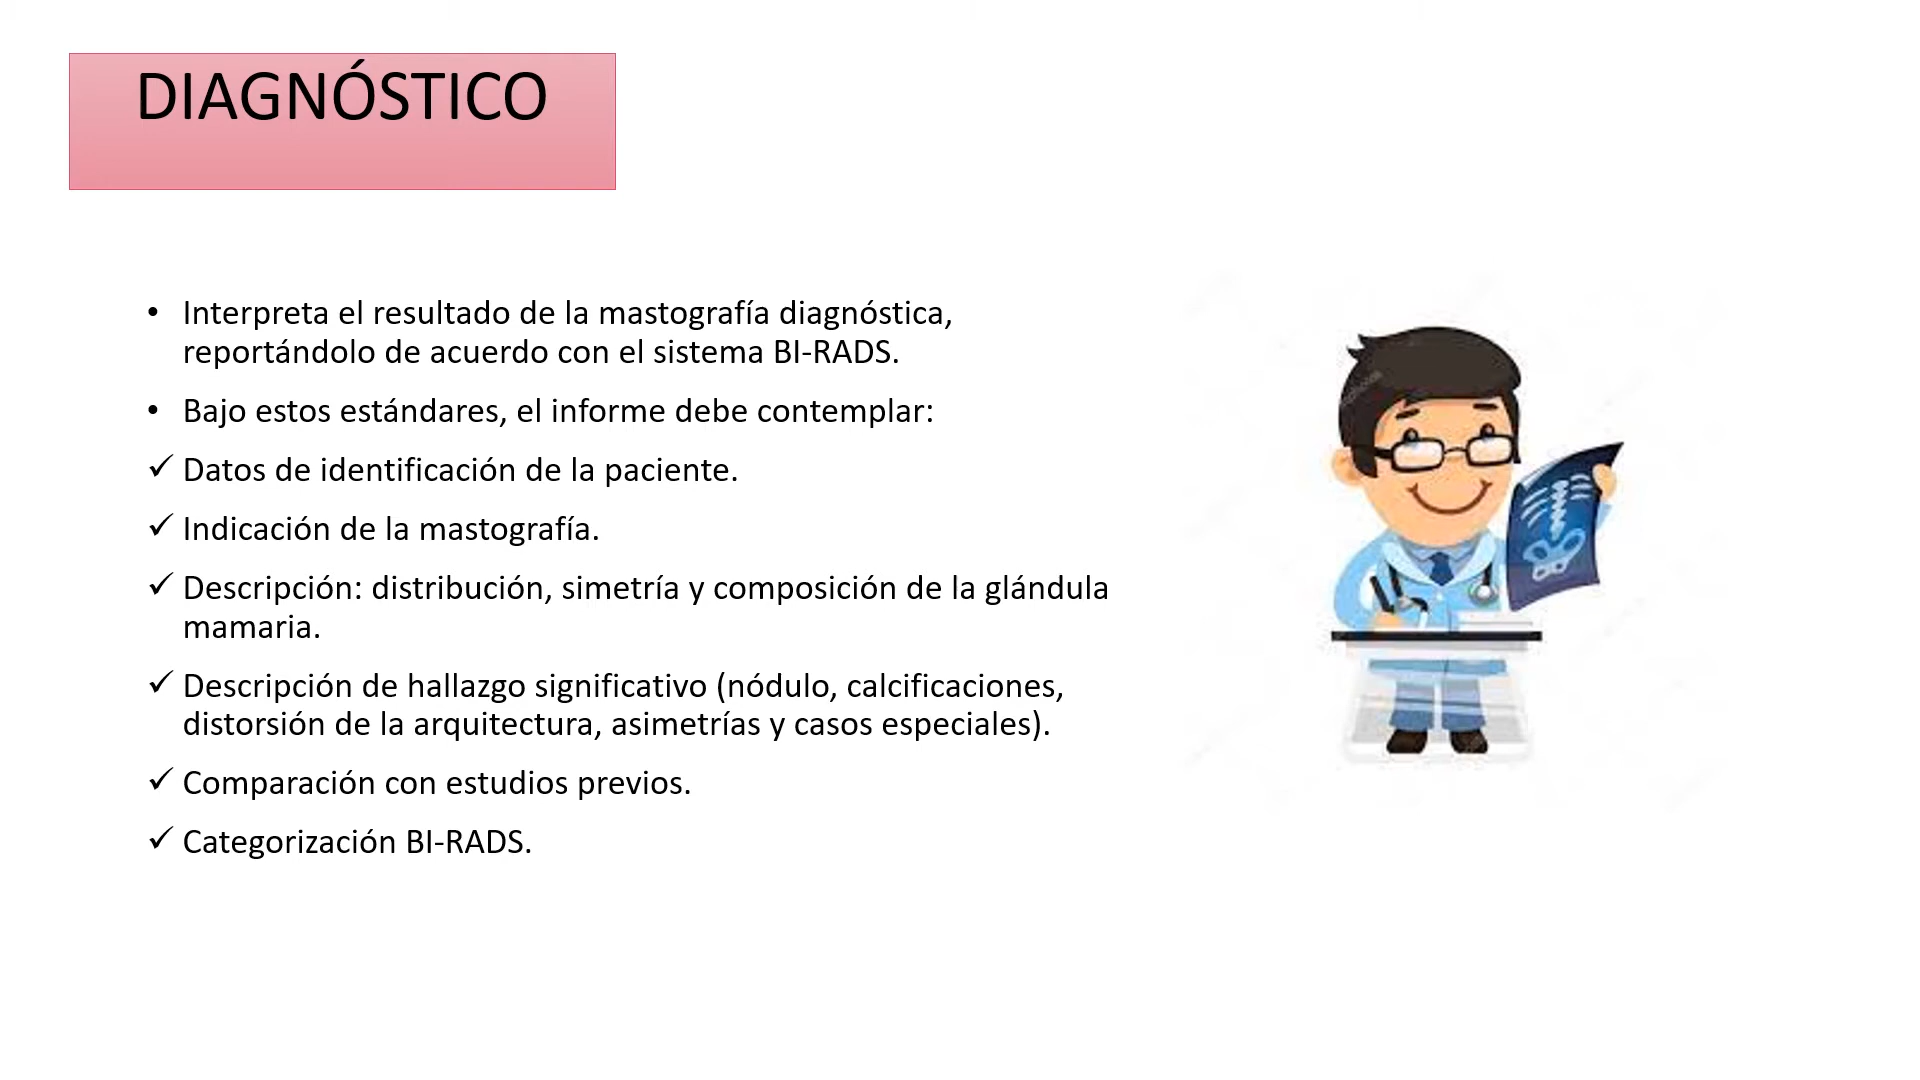 DIAGNÓSTICO
• Interpreta el resultado de la mastografía diagnóstica,
reportándolo de acuerdo con el sistema BI-RADS.
• Bajo estos estándares, el informe debe contemplar:
✓ Datos de identificación de la paciente.
✓ Indicación de la mastografía.
✓ Descripción: distribución, simetría y composición de la glándula
mamaria.
✓ Descripción de hallazgo significativo (nódulo, calcificaciones,
distorsión de la arquitectura, asimetrías y casos especiales).
✓ Comparación con estudios previos.
✓ Categorización BI-RADS.